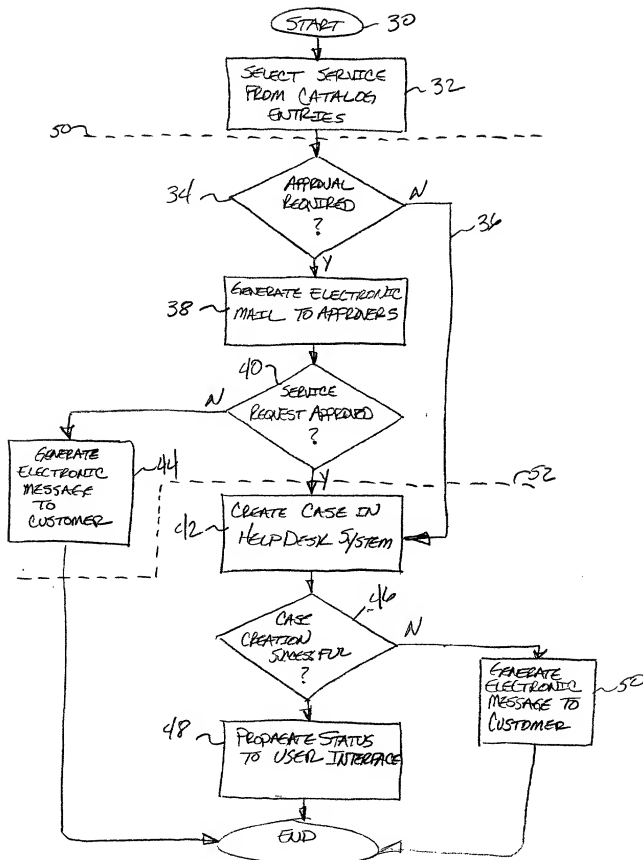 START
30
SELECT SERVICE
FROM CATALOG
ENTRIES
32
50
34
APPROVAL
REQUIRED
?
N
36
Y
38
GENERATE ELECTRONIC
MAIL TO APPROVERS
40
SERVICE
REQUEST APPROVED
?
N
GENERATE
ELECTRONIC
MESSAGE
TO
CUSTOMER
44
Y
52
42
CREATE CASE IN
HELP DESK SYSTEM
46
CASE
CREATION
SUCCESSFUL
?
N
GENERATE
ELECTRONIC
MESSAGE TO
CUSTOMER
50
48
PROPAGATE STATUS
TO USER INTERFACE
END